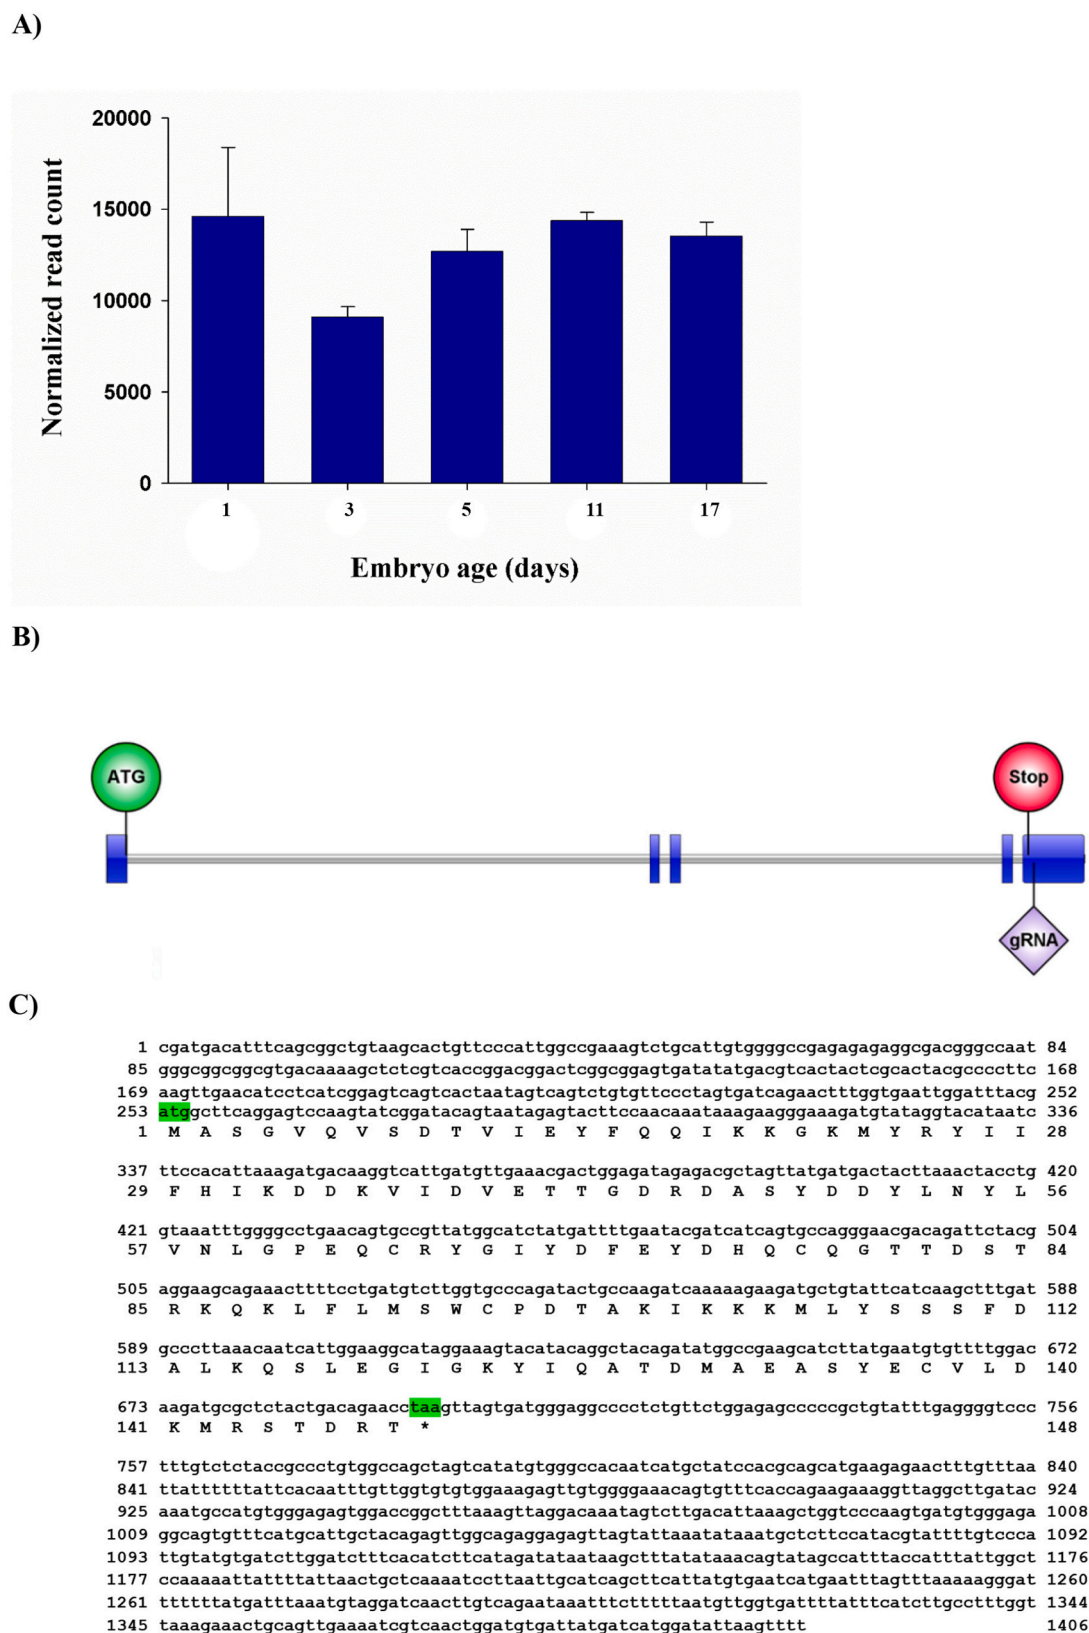 A)
20000
15000
10000
5000
0
Normalized read count
1 3 5 11 17
Embryo age (days)
B)
ATG
Stop
gRNA
C)
1 cgatgacatttcagcggctgtaagcactgttcccattggccgaaagtctgcattgtggggccgagagagaggcgacgggccaat 84
85 gggcggcggcgtgacaaaagctctcgtcaccggacggactcggcggagtgatatatgacgtcactactcgcactacgccccttc 168
169 aagttgaacatcctcatcggagtcagtcactaatagtcagtctgtgttccctagtgatcagaactttggtgaattggatttacg 252
253 atggcttcaggagtccaagtatcggatacagtaatagagtacttccaacaaataaagaagggaaagatgtataggtacataatc 336
1 M A S G V Q V S D T V I E Y F Q Q I K K G K M Y R Y I I 28
337 ttccacattaaagatgacaaggtcattgatgttgaaacgactggagatagagacgctagttatgatgactacttaaactacctg 420
29 F H I K D D K V I D V E T T G D R D A S Y D D Y L N Y L 56
421 gtaaatttggggcctgaacagtgccgttatggcatctatgattttgaatacgatcatcagtgccagggaacgacagattctacg 504
57 V N L G P E Q C R Y G I Y D F E Y D H Q C Q G T T D S T 84
505 aggaagcagaaacttttcctgatgtcttggtgcccagatactgccaagatcaaaaagaagatgctgtattcatcaagctttgat 588
85 R K Q K L F L M S W C P D T A K I K K K M L Y S S S F D 112
589 gcccttaaacaatcattggaaggcataggaaagtacatacaggctacagatatggccgaagcatcttatgaatgtgttttggac 672
113 A L K Q S L E G I G K Y I Q A T D M A E A S Y E C V L D 140
673 aagatgcgctctactgacagaacctaagttagtgatgggaggcccctctgttctggagagcccccgctgtatttgaggggtccc 756
141 K M R S T D R T * 148
757 tttgtctctaccgccctgtggccagctagtcatatgtgggccacaatcatgctatccacgcagcatgaagagaactttgtttaa 840
841 ttatttttattcacaatttgttggtgtgtggaaagagttgtggggaaacagtgtttcaccagaagaaaggttaggcttgatac 924
925 aaatgccatgtgggagagtggaccggctttaaagttaggacaaatagtcttgacattaaagctggtcccaagtgatgtgggaga 1008
1009 ggcagtgtttcatgcattgctacagagttggcagaggagagttagtattaaatataaatgctcttccatacgtattttgtccca 1092
1093 ttgtatgtgatcttggatctttcacatcttcatagatataataagctttatataaacagtatagccatttaccatttattggct 1176
1177 ccaaaaattattttattaactgctcaaaatccttaattgcatcagcttcattatgtgaatcatgaatttagtttaaaaagggat 1260
1261 ttttttatgatttaaatgtaggatcaacttgtcagaataaatttctttttaatgttggtgattttatttcatcttgcctttggt 1344
1345 taaagaaactgcagttgaaaatcgtcaactggatgtgattatgatcatggatattaagtttt 1406